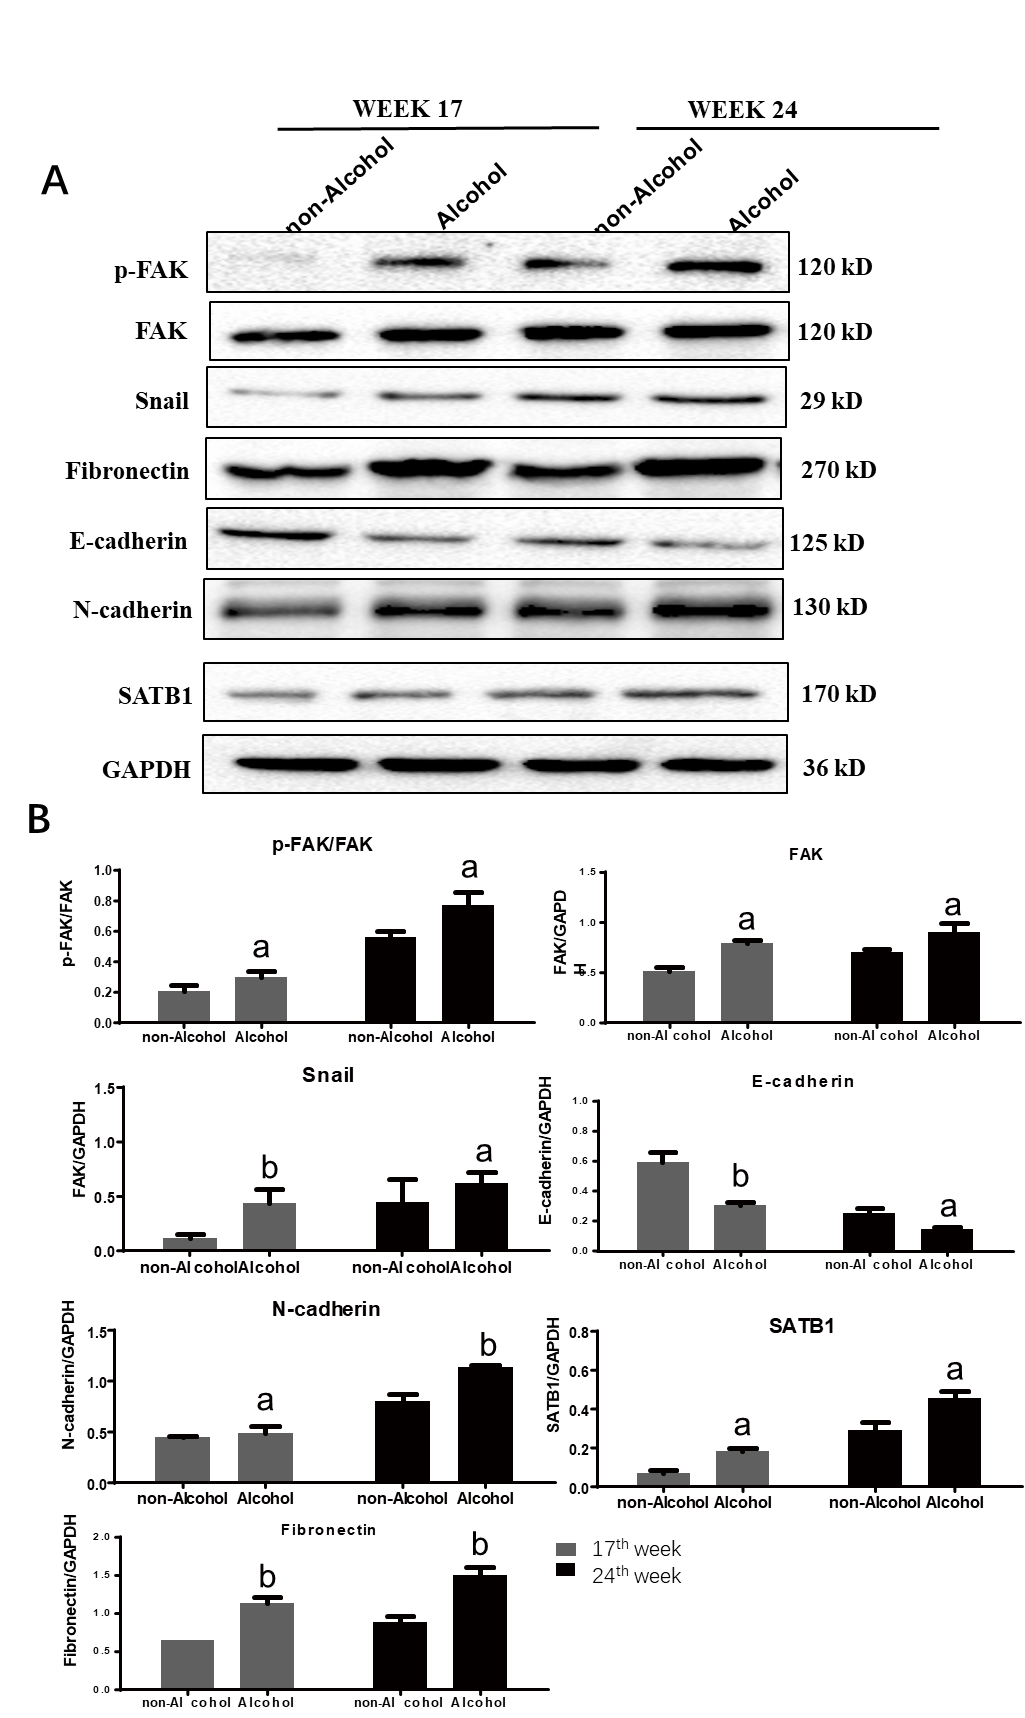 WEEK 17
WEEK 24
A
non-Alcohol
Alcohol
non-Alcohol
Alcohol
p-FAK
120 kD
FAK
120 kD
Snail
29 kD
Fibronectin
270 kD
E-cadherin
125 kD
N-cadherin
130 kD
SATB1
170 kD
GAPDH
36 kD
B
p-FAK/FAK
p-FAK/FAK
1.0
0.8
0.6
0.4
0.2
0.0
a
a
non-Alcohol Alcohol non-Alcohol Alcohol
FAK
FAK/GAPD
H
1.5
1.0
0.5
0.0
a
a
non-Al cohol Alcohol non-Al cohol Alcohol
Snail
FAK/GAPDH
1.5
1.0
0.5
0.0
b
a
non-Al coholAlcohol non-Al coholAlcohol
E-cadherin
E-cadherin/GAPDH
1.0
0.8
0.6
0.4
0.2
0.0
b
a
non-Al cohol Alcohol non-Al cohol Alcohol
N-cadherin
N-cadherin/GAPDH
1.5
1.0
0.5
0.0
a
b
non-Alcohol Alcohol non-Alcohol Alcohol
SATB1
SATB1/GAPDH
0.8
0.6
0.4
0.2
0.0
a
a
non-Alcohol Alcohol non-Alcohol Alcohol
Fibronectin
Fibronectin/GAPDH
2.0
1.5
1.0
0.5
0.0
b
b
non-Al cohol Alcohol non-Al cohol Alcohol
17th week
24th week